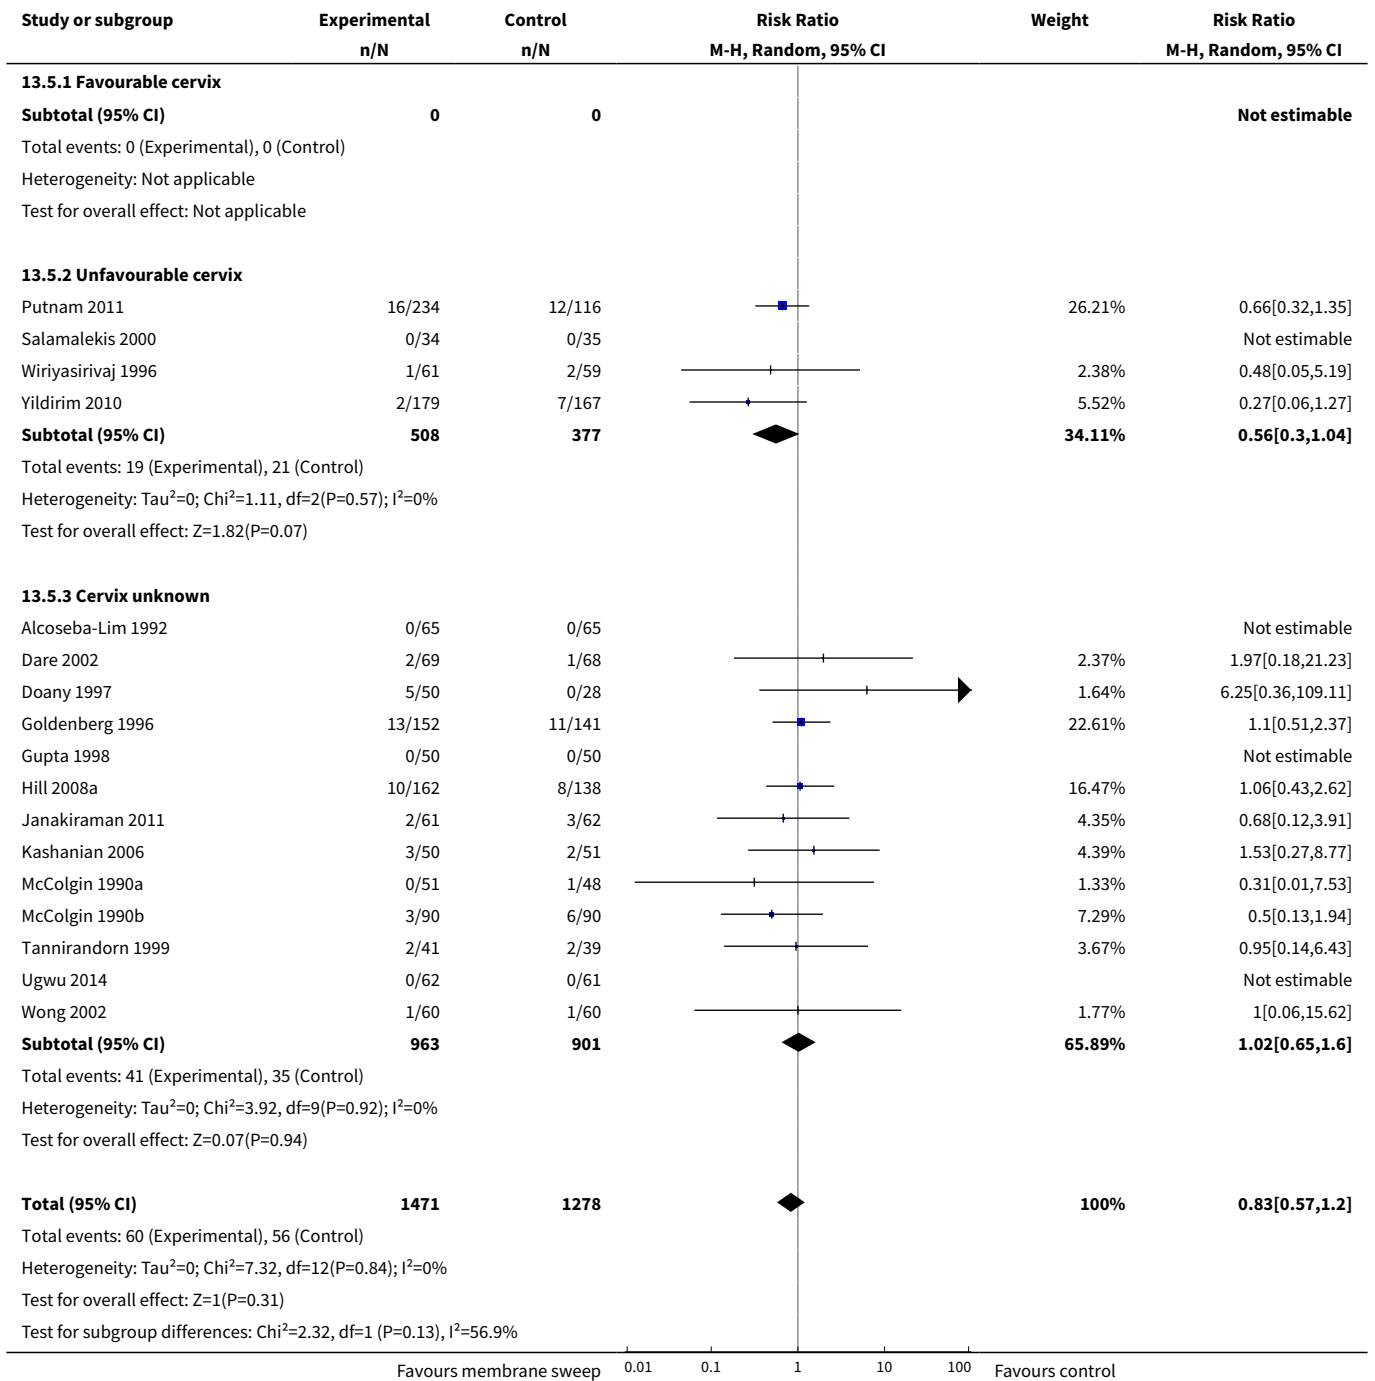 Study or subgroup Experimental Control Risk Ratio Weight Risk Ratio
n/N n/N M-H, Random, 95% CI M-H, Random, 95% CI
13.5.1 Favourable cervix
Subtotal (95% CI) 0 0 Not estimable
Total events: 0 (Experimental), 0 (Control)
Heterogeneity: Not applicable
Test for overall effect: Not applicable
13.5.2 Unfavourable cervix
Putnam 2011 16/234 12/116 26.21% 0.66[0.32,1.35]
Salamalekis 2000 0/34 0/35 Not estimable
Wiriyasirivaj 1996 1/61 2/59 2.38% 0.48[0.05,5.19]
Yildirim 2010 2/179 7/167 5.52% 0.27[0.06,1.27]
Subtotal (95% CI) 508 377 34.11% 0.56[0.3,1.04]
Total events: 19 (Experimental), 21 (Control)
Heterogeneity: Tau²=0; Chi²=1.11, df=2(P=0.57); I²=0%
Test for overall effect: Z=1.82(P=0.07)
13.5.3 Cervix unknown
Alcoseba-Lim 1992 0/65 0/65 Not estimable
Dare 2002 2/69 1/68 2.37% 1.97[0.18,21.23]
Doany 1997 5/50 0/28 1.64% 6.25[0.36,109.11]
Goldenberg 1996 13/152 11/141 22.61% 1.1[0.51,2.37]
Gupta 1998 0/50 0/50 Not estimable
Hill 2008a 10/162 8/138 16.47% 1.06[0.43,2.62]
Janakiraman 2011 2/61 3/62 4.35% 0.68[0.12,3.91]
Kashanian 2006 3/50 2/51 4.39% 1.53[0.27,8.77]
McColgin 1990a 0/51 1/48 1.33% 0.31[0.01,7.53]
McColgin 1990b 3/90 6/90 7.29% 0.5[0.13,1.94]
Tannirandorn 1999 2/41 2/39 3.67% 0.95[0.14,6.43]
Ugwu 2014 0/62 0/61 Not estimable
Wong 2002 1/60 1/60 1.77% 1[0.06,15.62]
Subtotal (95% CI) 963 901 65.89% 1.02[0.65,1.6]
Total events: 41 (Experimental), 35 (Control)
Heterogeneity: Tau²=0; Chi²=3.92, df=9(P=0.92); I²=0%
Test for overall effect: Z=0.07(P=0.94)
Total (95% CI) 1471 1278 100% 0.83[0.57,1.2]
Total events: 60 (Experimental), 56 (Control)
Heterogeneity: Tau²=0; Chi²=7.32, df=12(P=0.84); I²=0%
Test for overall effect: Z=1(P=0.31)
Test for subgroup differences: Chi²=2.32, df=1 (P=0.13), I²=56.9%
Favours membrane sweep 0.01 0.1 1 10 100 Favours control